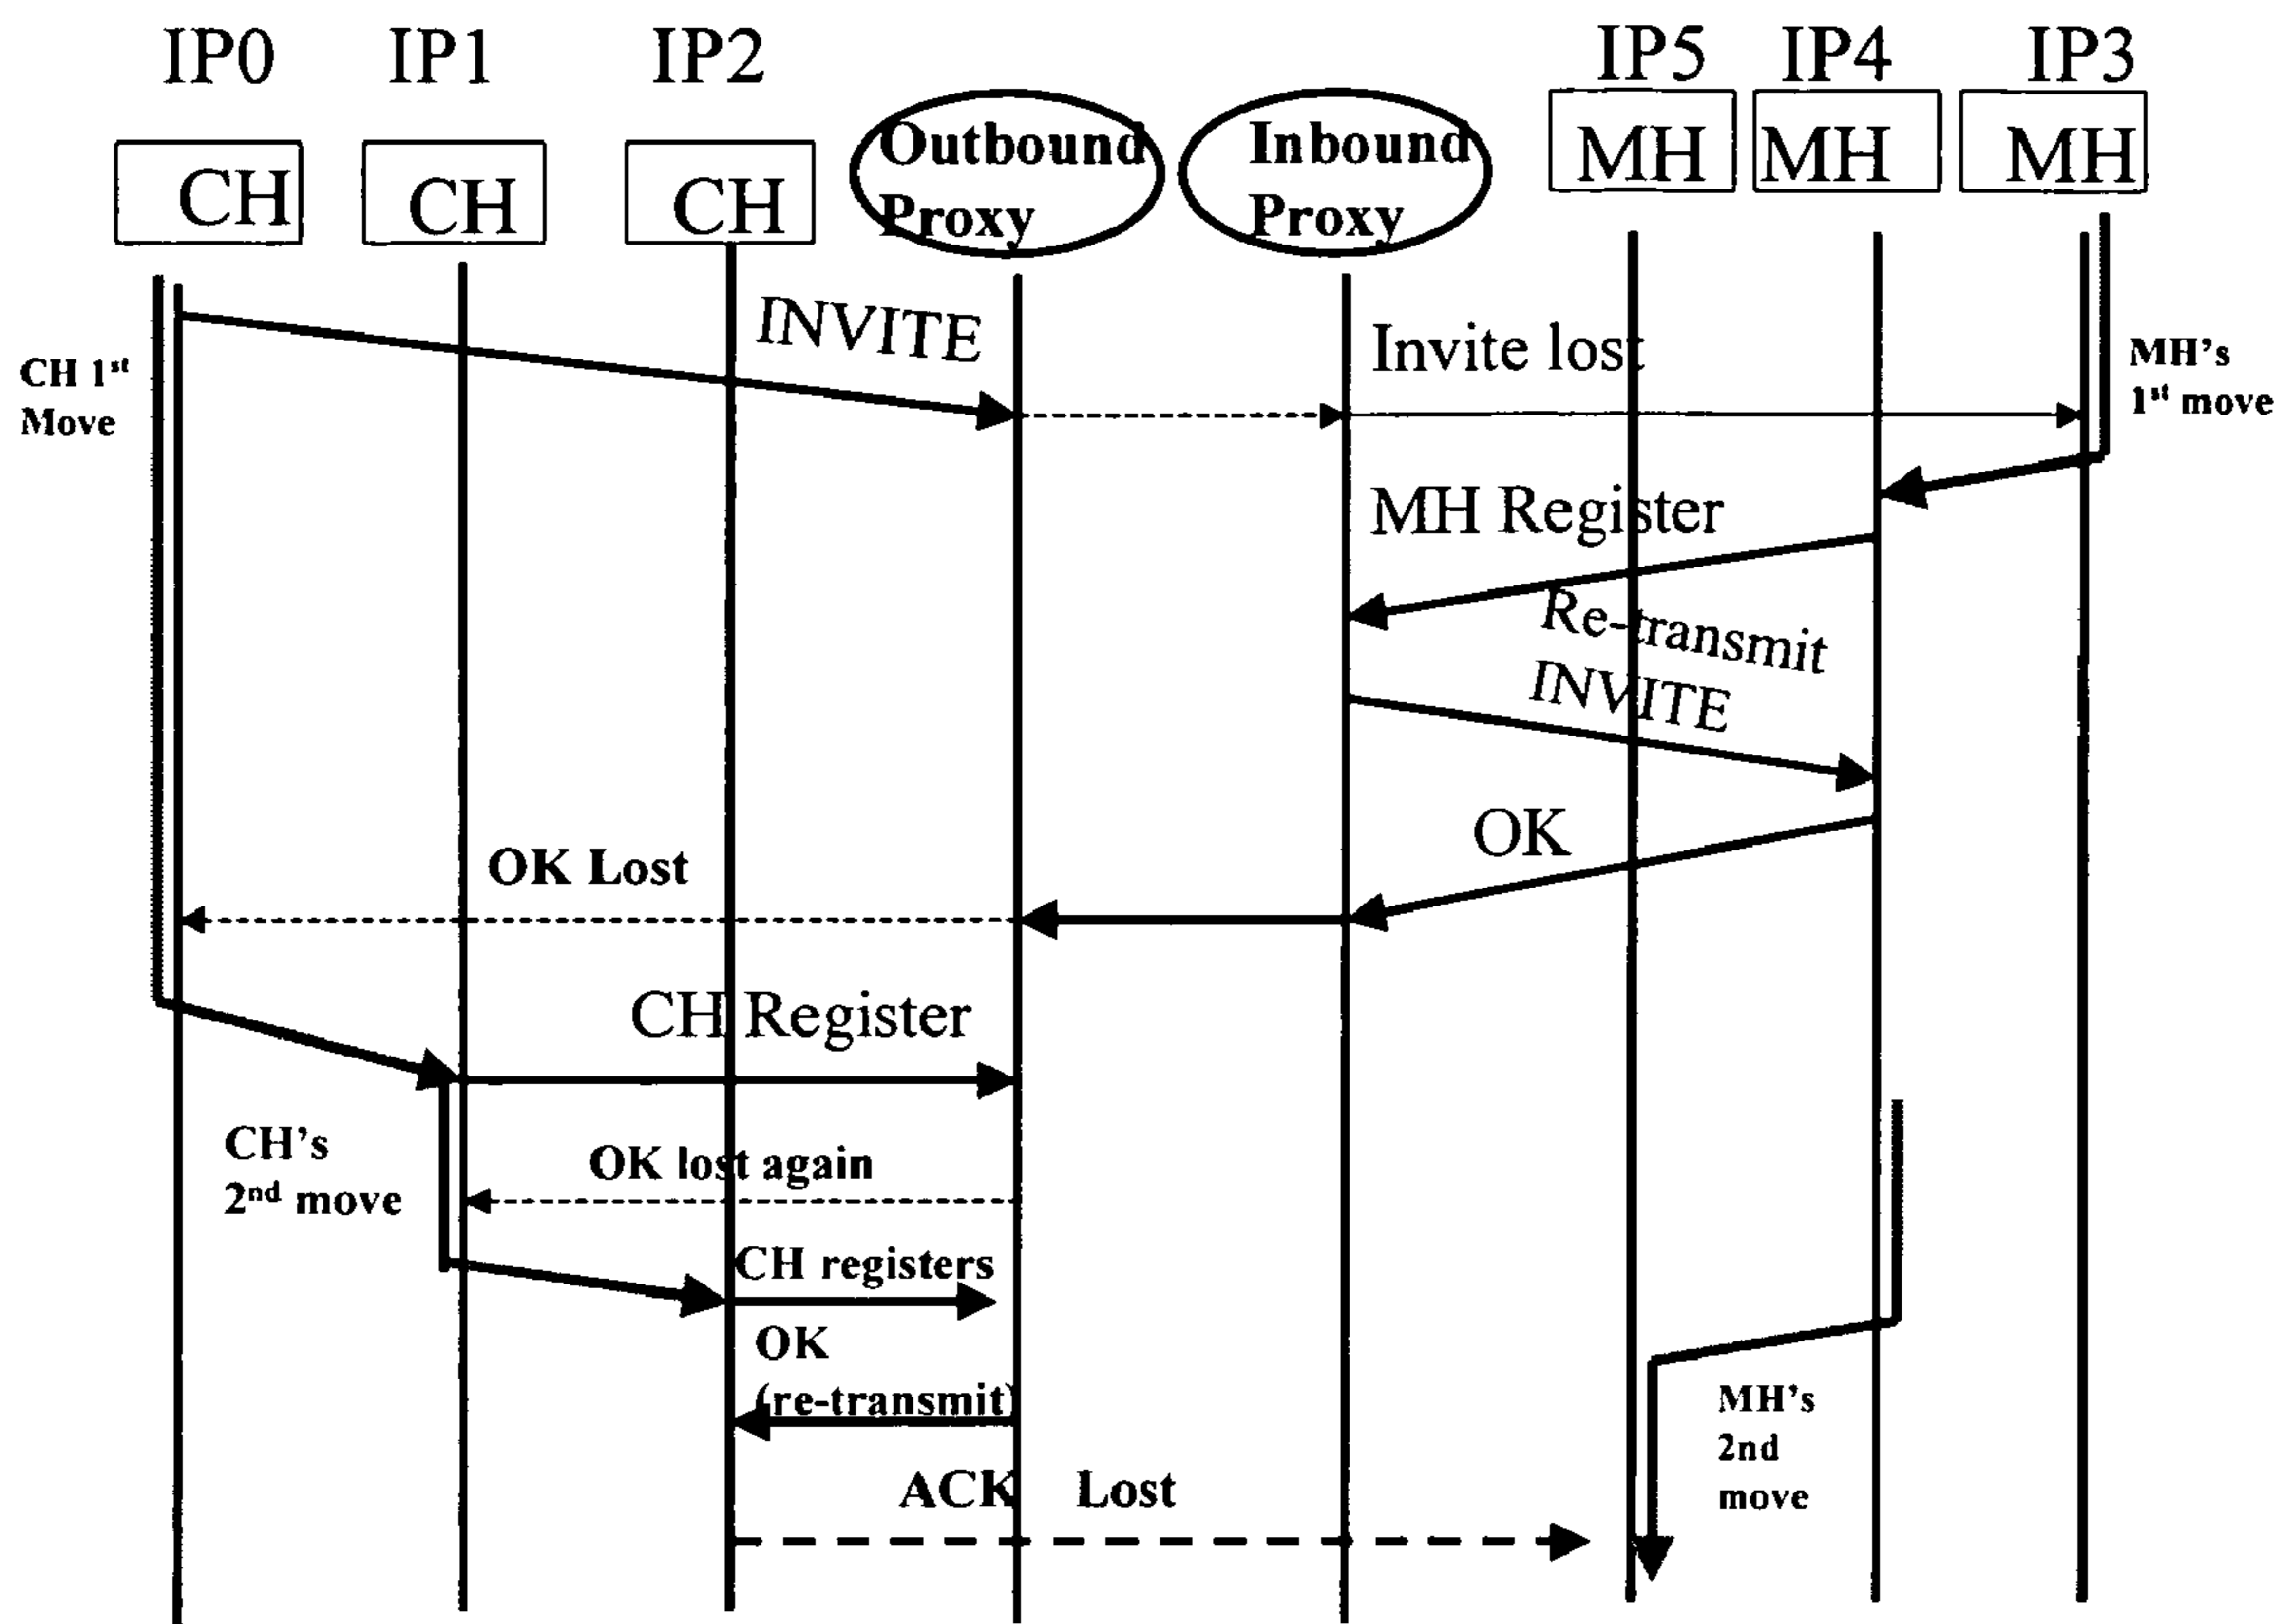 IP0 IP1 IP2 IP5 IP4 IP3
CH CH CH Outbound Inbound MH MH MH
Proxy Proxy
INVITE
Invite lost
CH 1st
Move
MH's
1st move
MH Register
Re-transmit
INVITE
OK
OK Lost
CH Register
CH's
2nd move
OK lost again
CH registers
OK
(re-transmit)
MH's
2nd
move
ACK Lost